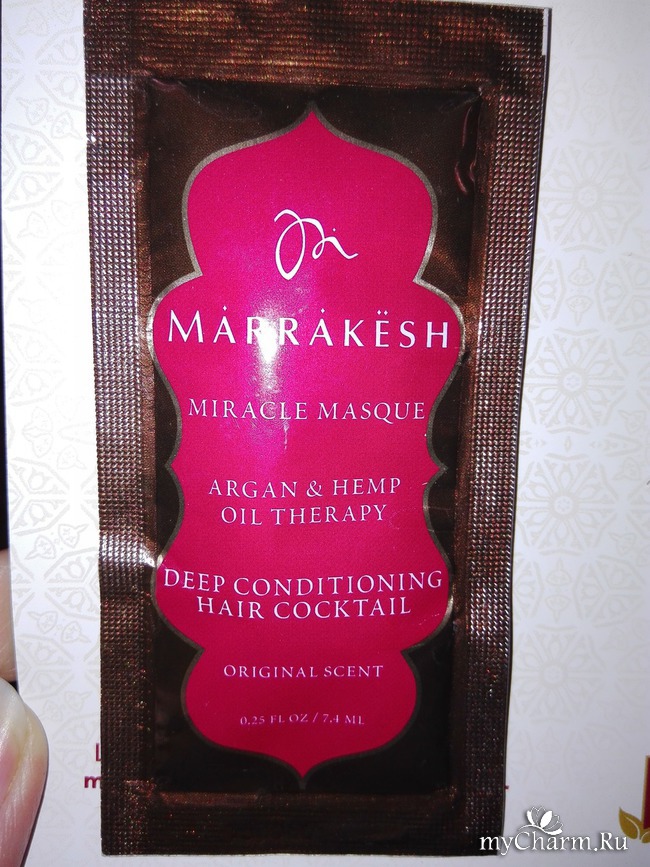 MÀRRÀKËSH
MIRACLE MASQUE
ARGAN & HEMP
OIL THERAPY
DEEP CONDITIONING
HAIR COCKTAIL
ORIGINAL SCENT
0,25 FL OZ / 7,4 ML
myCharm.Ru